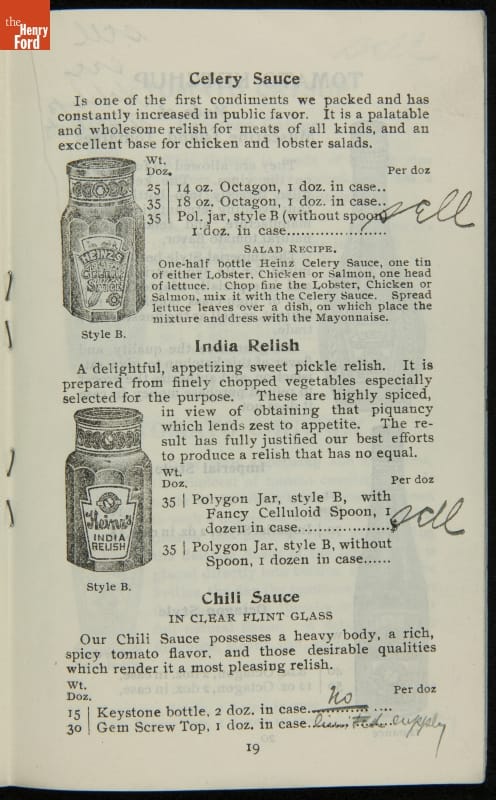 the
Henry
Ford
Celery Sauce
Is one of the first condiments we packed and has
constantly increased in public favor. It is a palatable
and wholesome relish for meats of all kinds, and an
excellent base for chicken and lobster salads.
Wt.
Doz. Per doz
25 | 14 oz. Octagon, 1 doz. in case..
35 | 18 oz. Octagon, 1 doz. in case..
35 | Pol. jar, style B (without spoon) sell
1 doz. in case.......................
SALAD RECIPE.
One-half bottle Heinz Celery Sauce, one tin
of either Lobster, Chicken or Salmon, one head
of lettuce. Chop fine the Lobster, Chicken or
Salmon, mix it with the Celery Sauce. Spread
lettuce leaves over a dish, on which place the
mixture and dress with the Mayonnaise.
HEINZ'S
Style B.
India Relish
A delightful, appetizing sweet pickle relish. It is
prepared from finely chopped vegetables especially
selected for the purpose. These are highly spiced,
in view of obtaining that piquancy
which lends zest to appetite. The re-
sult has fully justified our best efforts
to produce a relish that has no equal.
Wt.
Doz. Per doz
35 | Polygon Jar, style B, with
Fancy Celluloid Spoon, 1
dozen in case.................. sell
35 | Polygon Jar, style B, without
Spoon, 1 dozen in case......
Heinz's
INDIA
RELISH
Style B.
Chili Sauce
IN CLEAR FLINT GLASS
Our Chili Sauce possesses a heavy body, a rich,
spicy tomato flavor, and those desirable qualities
which render it a most pleasing relish.
Wt.
Doz. no Per doz
15 | Keystone bottle, 2 doz. in case.............
30 | Gem Screw Top, 1 doz. in case.. limited supply
19